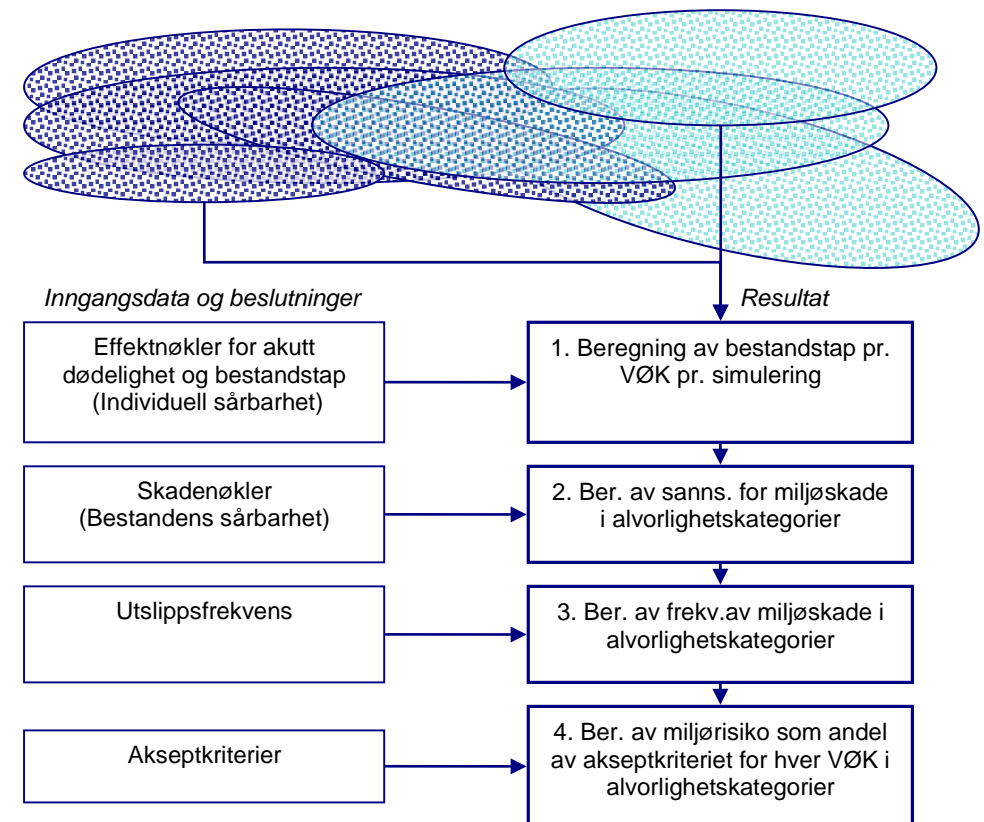 Inngangsdata og beslutninger
Resultat
Effektnøkler for akutt
dødelighet og bestandstap
(Individuell sårbarhet)
1. Beregning av bestandstap pr.
VØK pr. simulering
Skadenøkler
(Bestandens sårbarhet)
2. Ber. av sanns. for miljøskade
i alvorlighetskategorier
Utslippsfrekvens
3. Ber. av frekv.av miljøskade i
alvorlighetskategorier
Akseptkriterier
4. Ber. av miljørisiko som andel
av akseptkriteriet for hver VØK i
alvorlighetskategorier